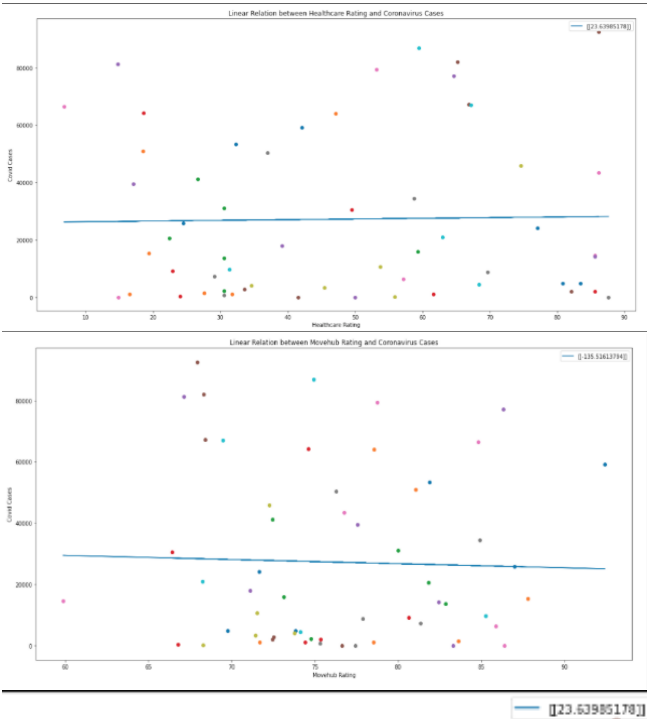 Linear Relation between Healthcare Rating and Coronavirus Cases
[[23.63985178]]
80000
60000
Covid Cases
40000
20000
0
10 20 30 40 50 60 70 80 90
Healthcare Rating
Linear Relation between Movehub Rating and Coronavirus Cases
[[-135.51613704]]
80000
60000
Covid Cases
40000
20000
0
60 65 70 75 80 85 90
Movehub Rating
[[23.63985178]]